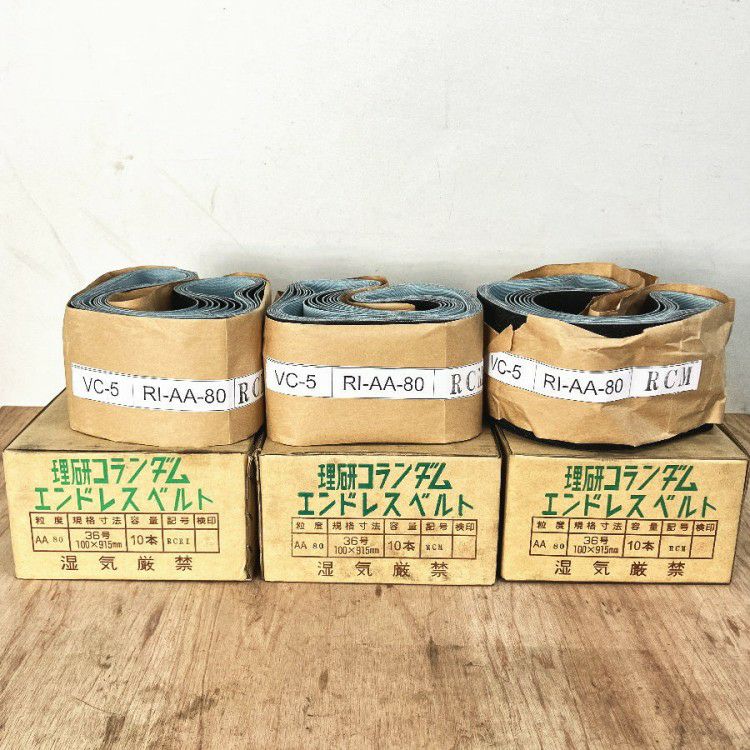 VC-5 RI-AA-80 RC
VC-5 RI-AA-80 RCM
VC-5 RI-AA-80 RCM
理研コランダム
エンドレスベルト
粒度 規格寸法 容量 記号 検印
AA 80 36号 100×915mm 10本
湿気厳禁
理研コランダム
エンドレスベルト
粒度 規格寸法 容量 記号 検印
AA 80 36号 100×915mm 10本 RCM
湿気厳禁
理研コランダム
エンドレスベルト
粒度 規格寸法 容量 記号 検印
AA 80 36号 100×915mm 10本 RCM
湿気厳禁